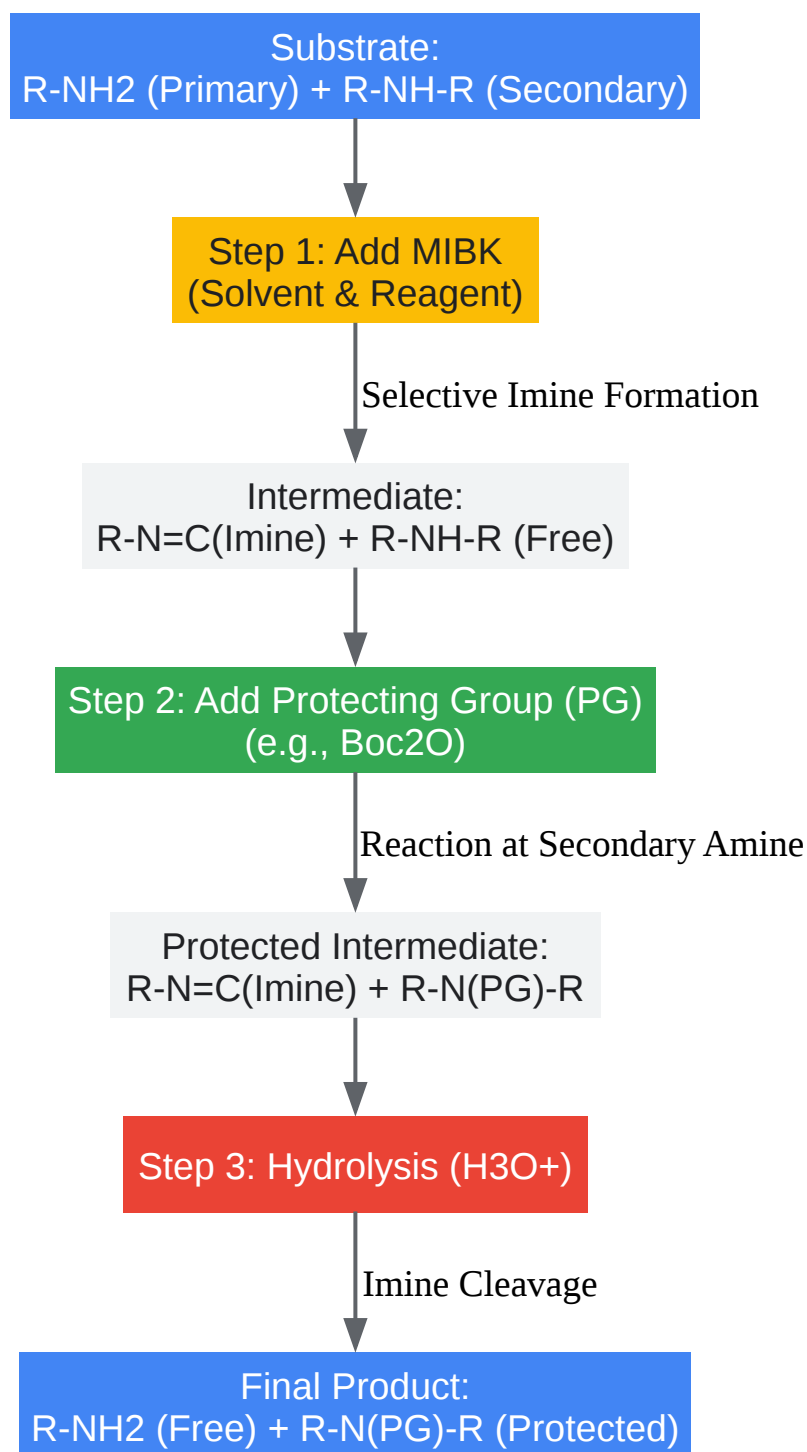 Substrate:
R-NH2 (Primary) + R-NH-R (Secondary)
Step 1: Add MIBK
(Solvent & Reagent)
Selective Imine Formation
Intermediate:
R-N=C(Imine) + R-NH-R (Free)
Step 2: Add Protecting Group (PG)
(e.g., Boc2O)
Reaction at Secondary Amine
Protected Intermediate:
R-N=C(Imine) + R-N(PG)-R
Step 3: Hydrolysis (H3O+)
Imine Cleavage
Final Product:
R-NH2 (Free) + R-N(PG)-R (Protected)